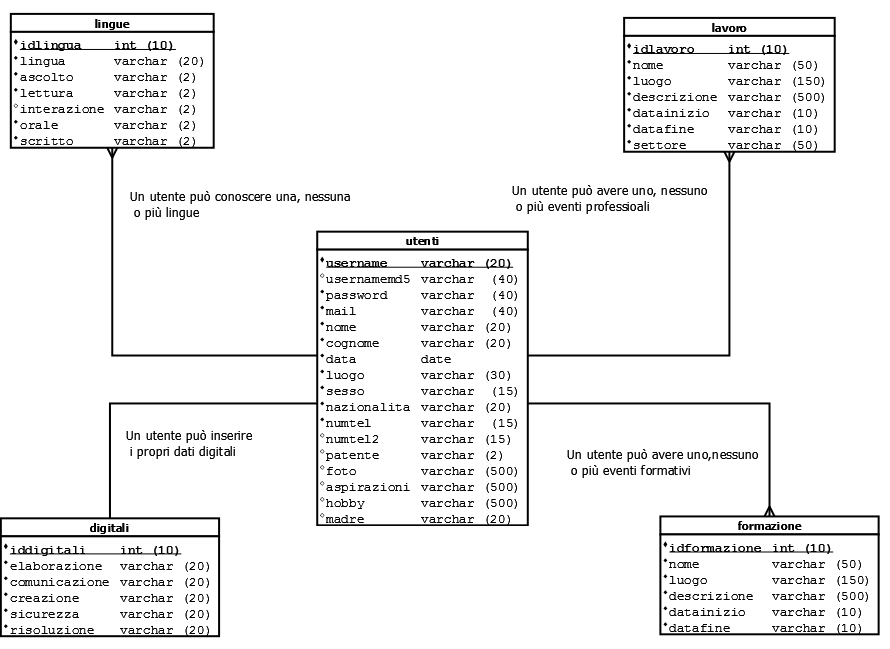 lingue
idlingua int (10)
lingua varchar (20)
ascolto varchar (2)
lettura varchar (2)
interazione varchar (2)
orale varchar (2)
scritto varchar (2)
lavoro
idlavoro int (10)
nome varchar (50)
luogo varchar (150)
descrizione varchar (500)
datainizio varchar (10)
datafine varchar (10)
settore varchar (50)
Un utente può conoscere una, nessuna
o più lingue
Un utente può avere uno, nessuno
o più eventi professioali
utenti
username varchar (20)
usernamemd5 varchar (40)
password varchar (40)
mail varchar (40)
nome varchar (20)
cognome varchar (20)
data date
luogo varchar (30)
sesso varchar (15)
nazionalita varchar (20)
numtel varchar (15)
numtel2 varchar (15)
patente varchar (2)
foto varchar (500)
aspirazioni varchar (500)
hobby varchar (500)
madre varchar (20)
Un utente può inserire
i propri dati digitali
Un utente può avere uno,nessuno
o più eventi formativi
digitali
iddigitali int (10)
elaborazione varchar (20)
comunicazione varchar (20)
creazione varchar (20)
sicurezza varchar (20)
risoluzione varchar (20)
formazione
idformazione int (10)
nome varchar (50)
luogo varchar (150)
descrizione varchar (500)
datainizio varchar (10)
datafine varchar (10)